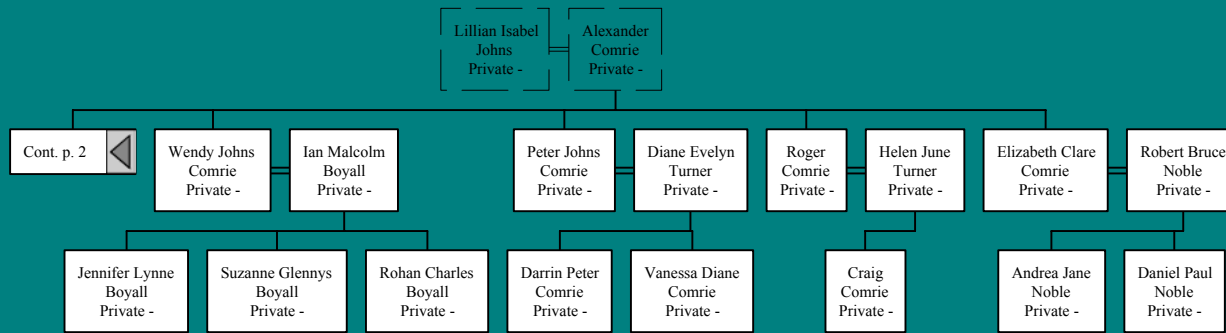 Lillian Isabel
Johns
Private -
Alexander
Comrie
Private -
Cont. p. 2
Wendy Johns
Comrie
Private -
Ian Malcolm
Boyall
Private -
Peter Johns
Comrie
Private -
Diane Evelyn
Turner
Private -
Roger
Comrie
Private -
Helen June
Turner
Private -
Elizabeth Clare
Comrie
Private -
Robert Bruce
Noble
Private -
Jennifer Lynne
Boyall
Private -
Suzanne Glennys
Boyall
Private -
Rohan Charles
Boyall
Private -
Darrin Peter
Comrie
Private -
Vanessa Diane
Comrie
Private -
Craig
Comrie
Private -
Andrea Jane
Noble
Private -
Daniel Paul
Noble
Private -